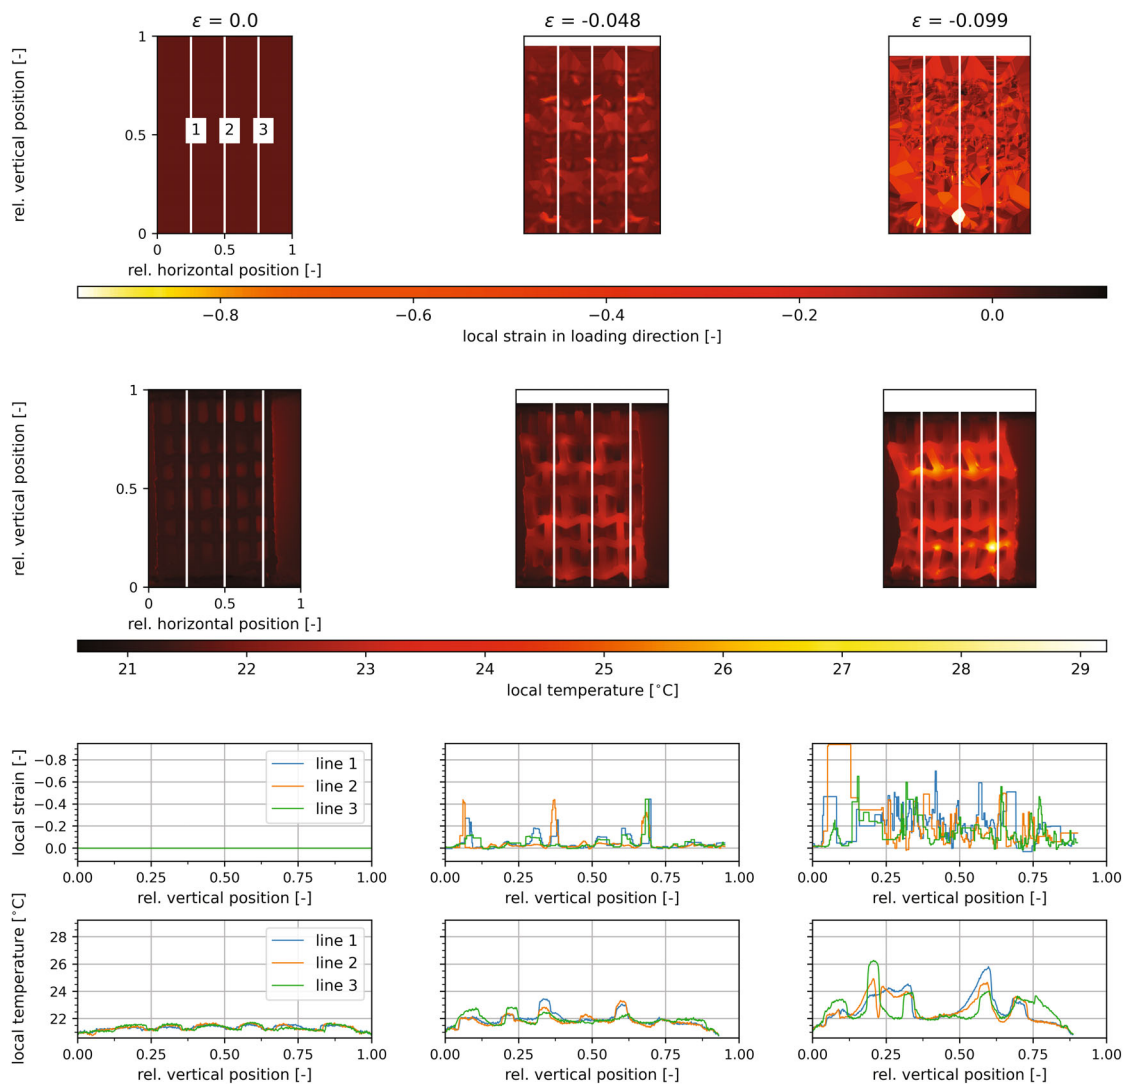 ε = 0.0
ε = -0.048
ε = -0.099
rel. vertical position [-]
1
0.5
0
1
2
3
0
0.5
1
rel. horizontal position [-]
−0.8
−0.6
−0.4
−0.2
0.0
local strain in loading direction [-]
rel. vertical position [-]
1
0.5
0
0
0.5
1
rel. horizontal position [-]
21
22
23
24
25
26
27
28
29
local temperature [°C]
local strain [-]
−0.8
−0.6
−0.4
−0.2
0.0
line 1
line 2
line 3
0.00 0.25 0.50 0.75 1.00
rel. vertical position [-]
0.00 0.25 0.50 0.75 1.00
rel. vertical position [-]
0.00 0.25 0.50 0.75 1.00
rel. vertical position [-]
local temperature [°C]
28
26
24
22
line 1
line 2
line 3
0.00 0.25 0.50 0.75 1.00
rel. vertical position [-]
0.00 0.25 0.50 0.75 1.00
rel. vertical position [-]
0.00 0.25 0.50 0.75 1.00
rel. vertical position [-]